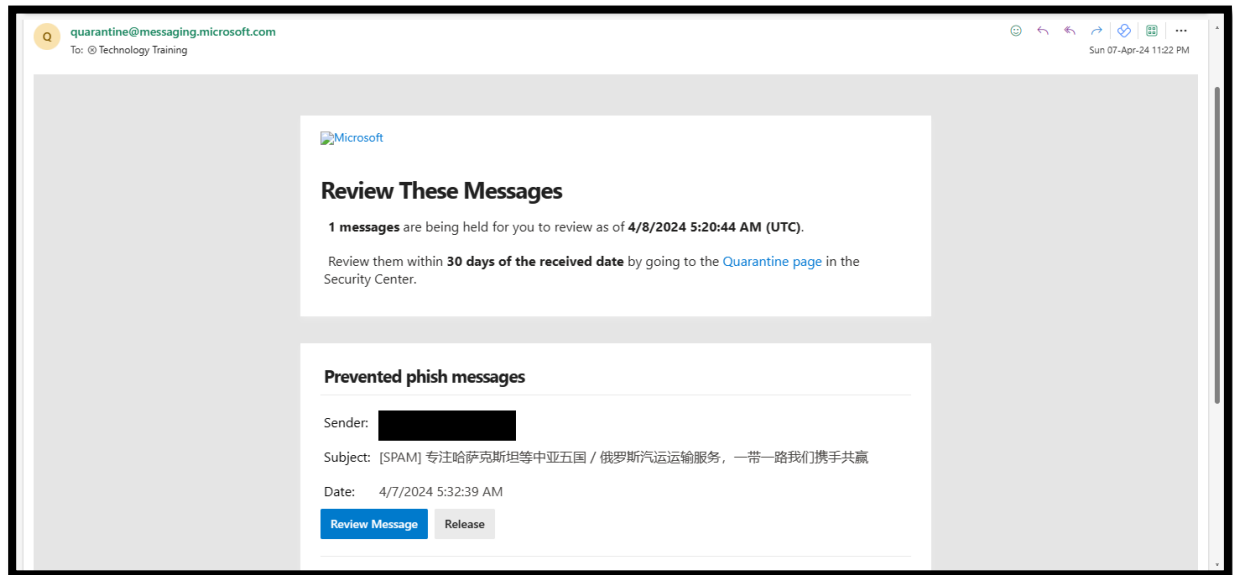 Q
quarantine@messaging.microsoft.com
To: Technology Training
Sun 07-Apr-24 11:22 PM
Microsoft
Review These Messages
1 messages are being held for you to review as of 4/8/2024 5:20:44 AM (UTC).
Review them within 30 days of the received date by going to the Quarantine page in the
Security Center.
Prevented phish messages
Sender:
Subject: [SPAM] 专注哈萨克斯坦等中亚五国 / 俄罗斯汽运运输服务，一带一路我们携手共赢
Date: 4/7/2024 5:32:39 AM
Review Message Release